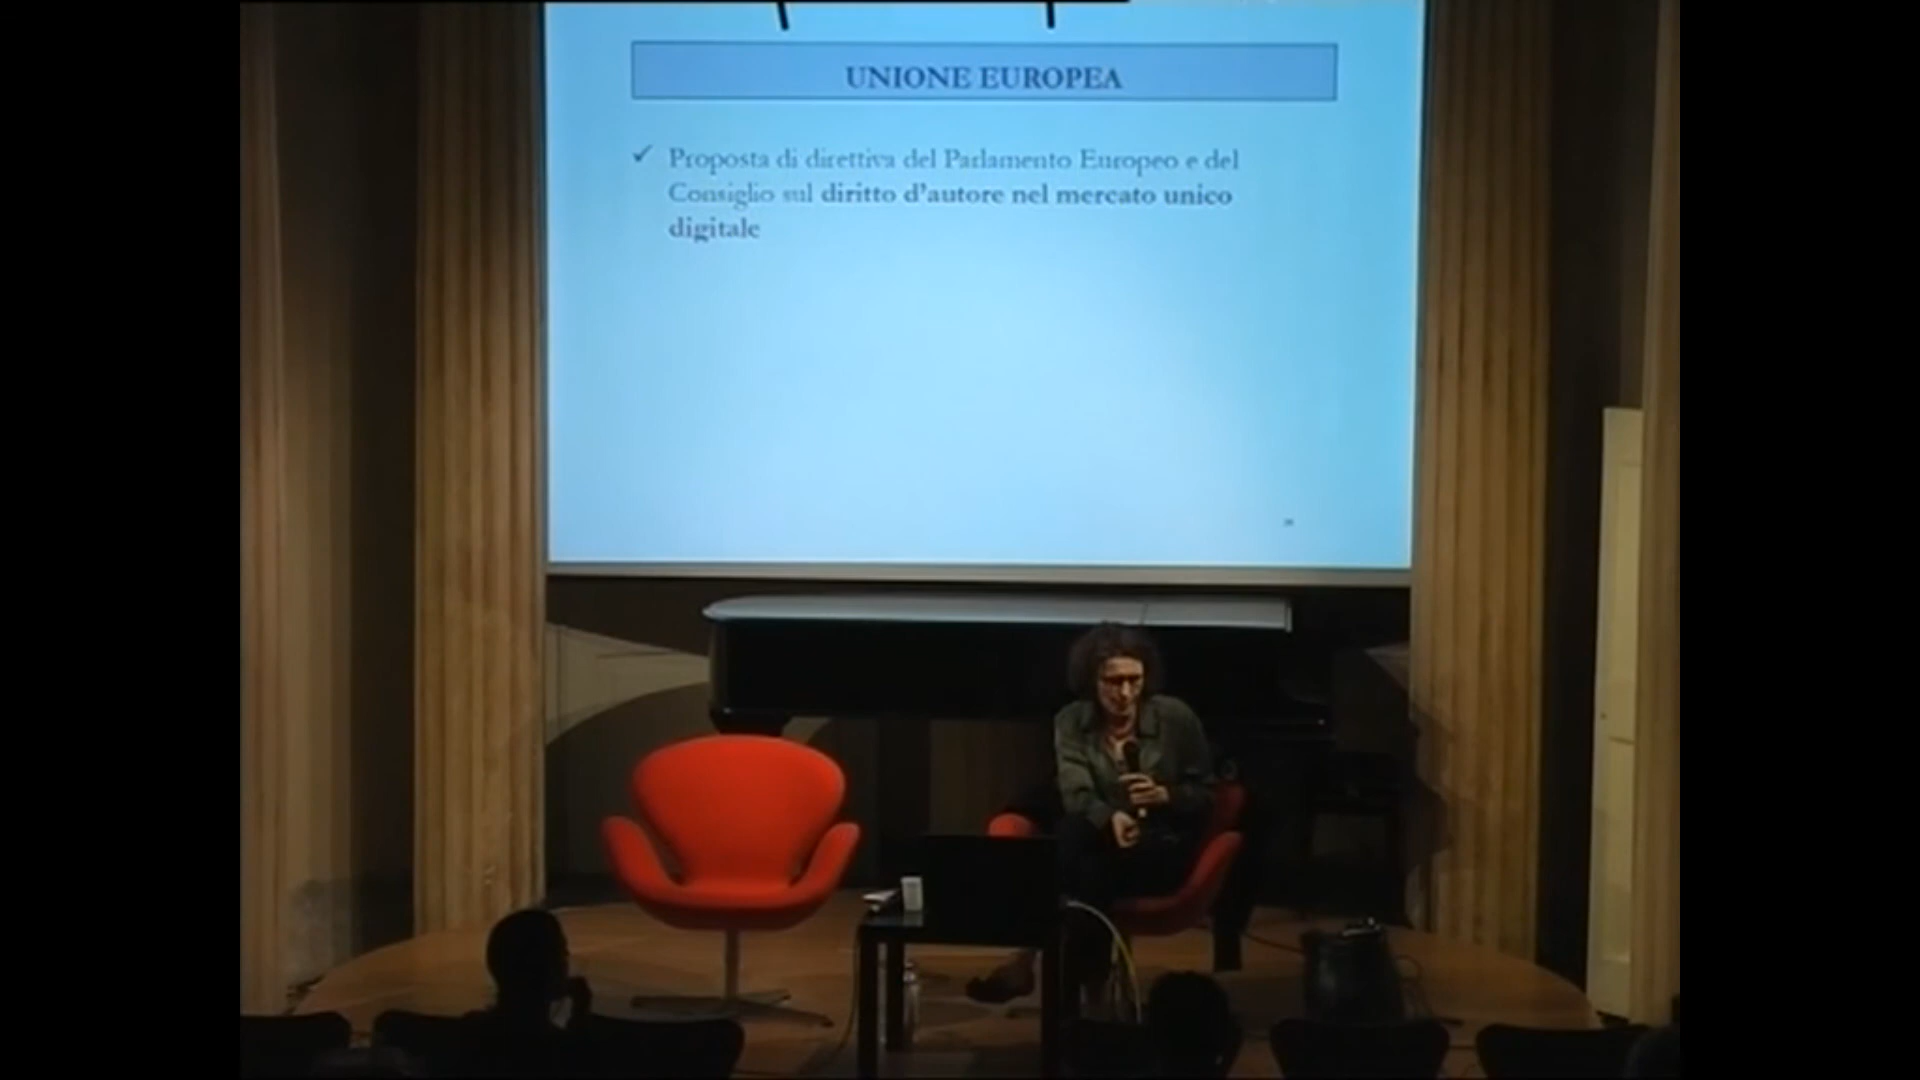 UNIONE EUROPEA
✓ Proposta di direttiva del Parlamento Europeo e del
Consiglio sul diritto d'autore nel mercato unico
digitale